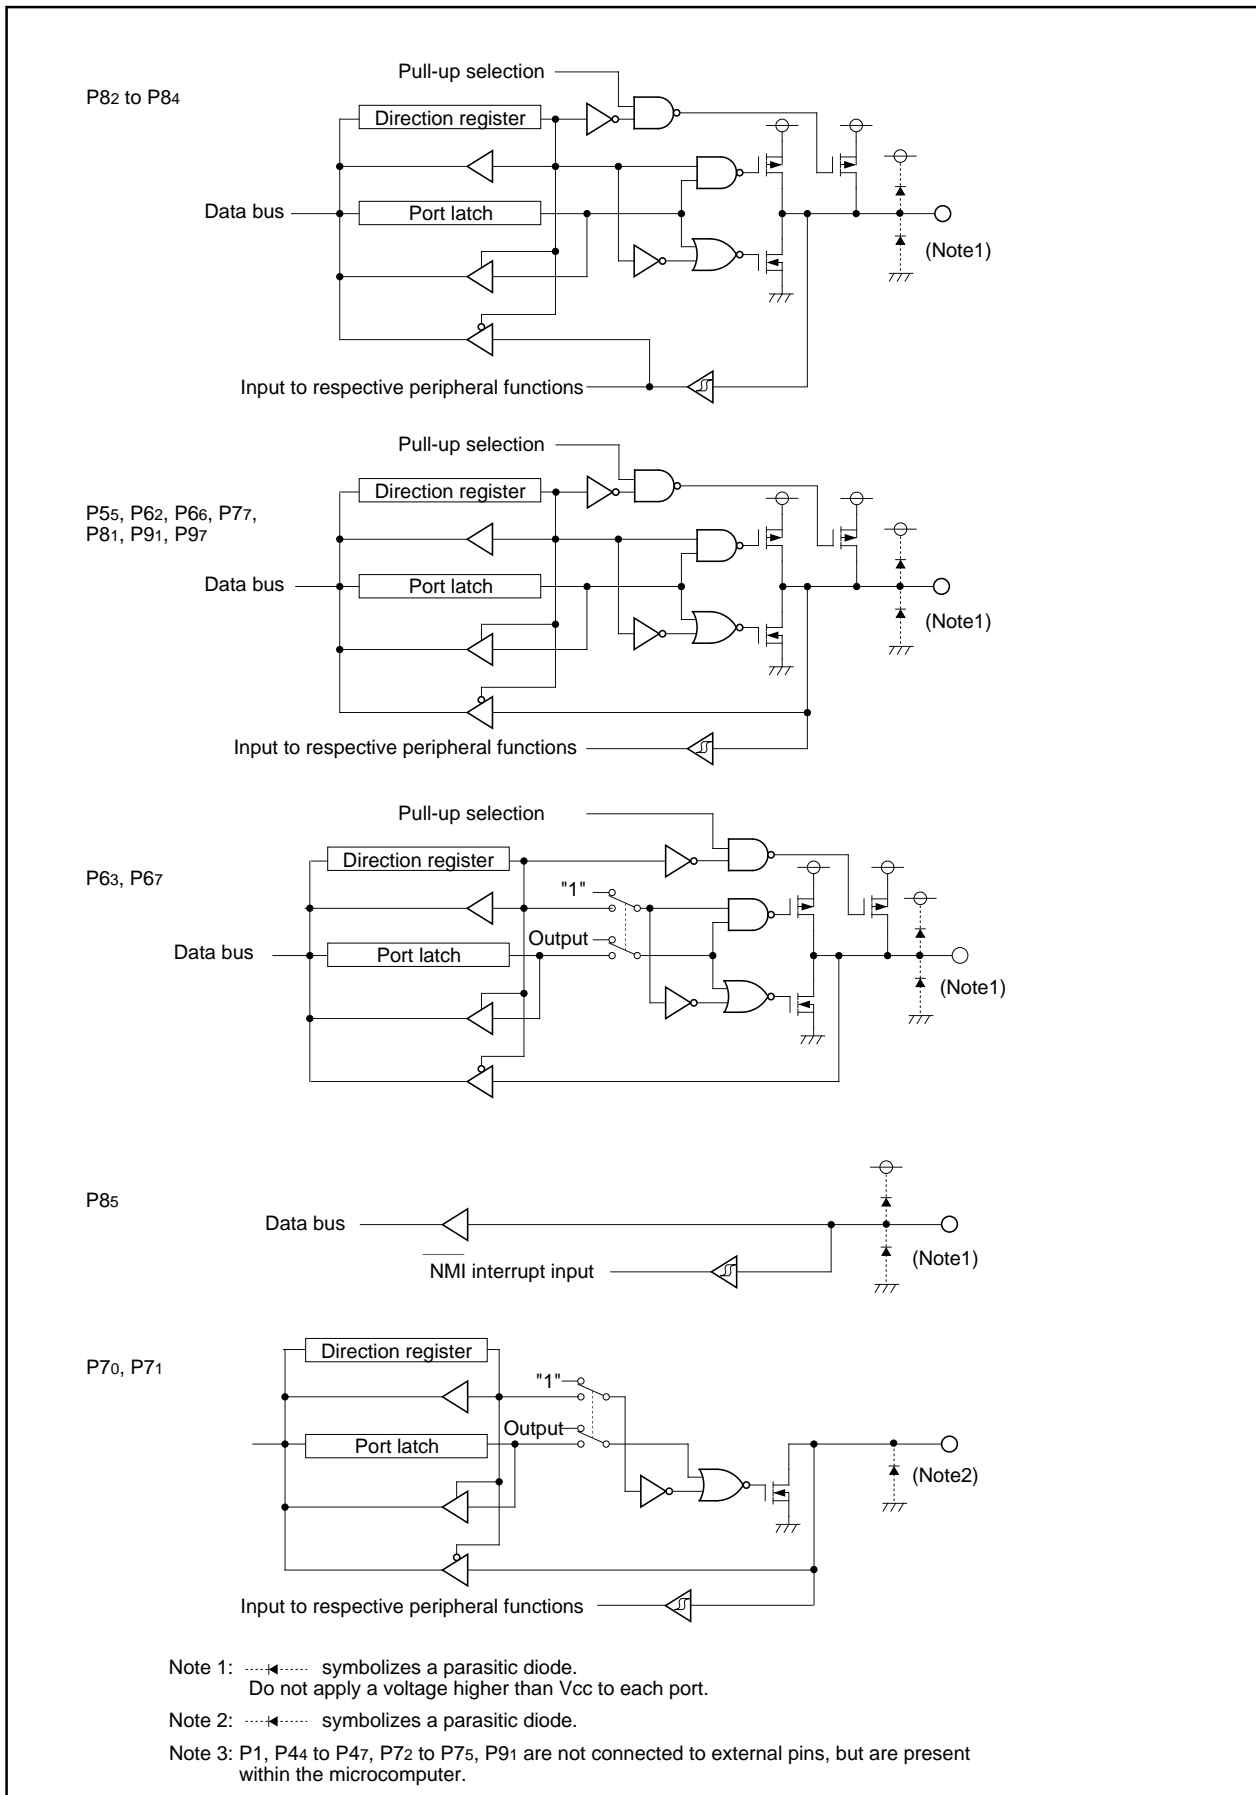 Pull-up selection
P82 to P84
Direction register
Data bus
Port latch
(Note1)
Input to respective peripheral functions
Pull-up selection
Direction register
P55, P62, P66, P77,
P81, P91, P97
Data bus
Port latch
(Note1)
Input to respective peripheral functions
Pull-up selection
Direction register
P63, P67
"1"
Output
Data bus
Port latch
(Note1)
P85
Data bus
(Note1)
NMI interrupt input
Direction register
P70, P71
"1"
Output
Port latch
(Note2)
Input to respective peripheral functions
Note 1: symbolizes a parasitic diode.
Do not apply a voltage higher than Vcc to each port.
Note 2: symbolizes a parasitic diode.
Note 3: P1, P44 to P47, P72 to P75, P91 are not connected to external pins, but are present
within the microcomputer.